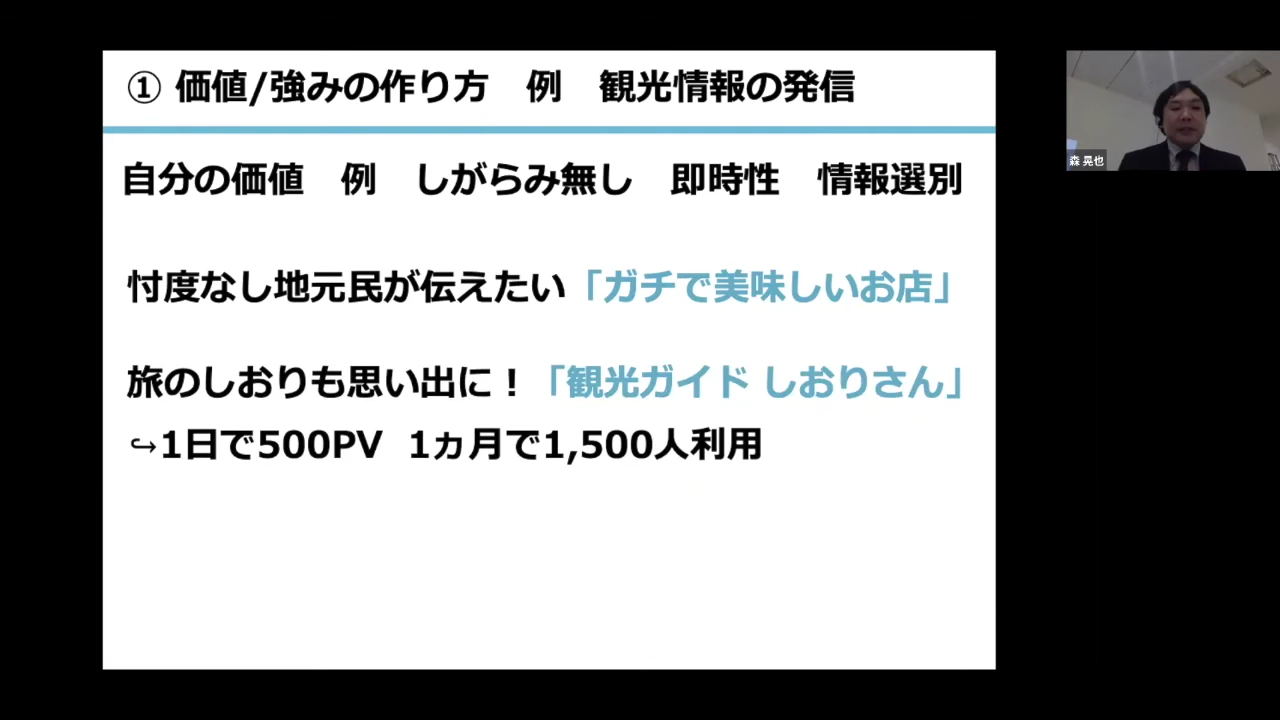 ① 価値/強みの作り方　例　観光情報の発信
自分の価値　例　しがらみ無し　即時性　情報選別
忖度なし地元民が伝えたい「ガチで美味しいお店」
旅のしおりも思い出に！「観光ガイド しおりさん」
↪1日で500PV 1ヵ月で1,500人利用
森 晃也